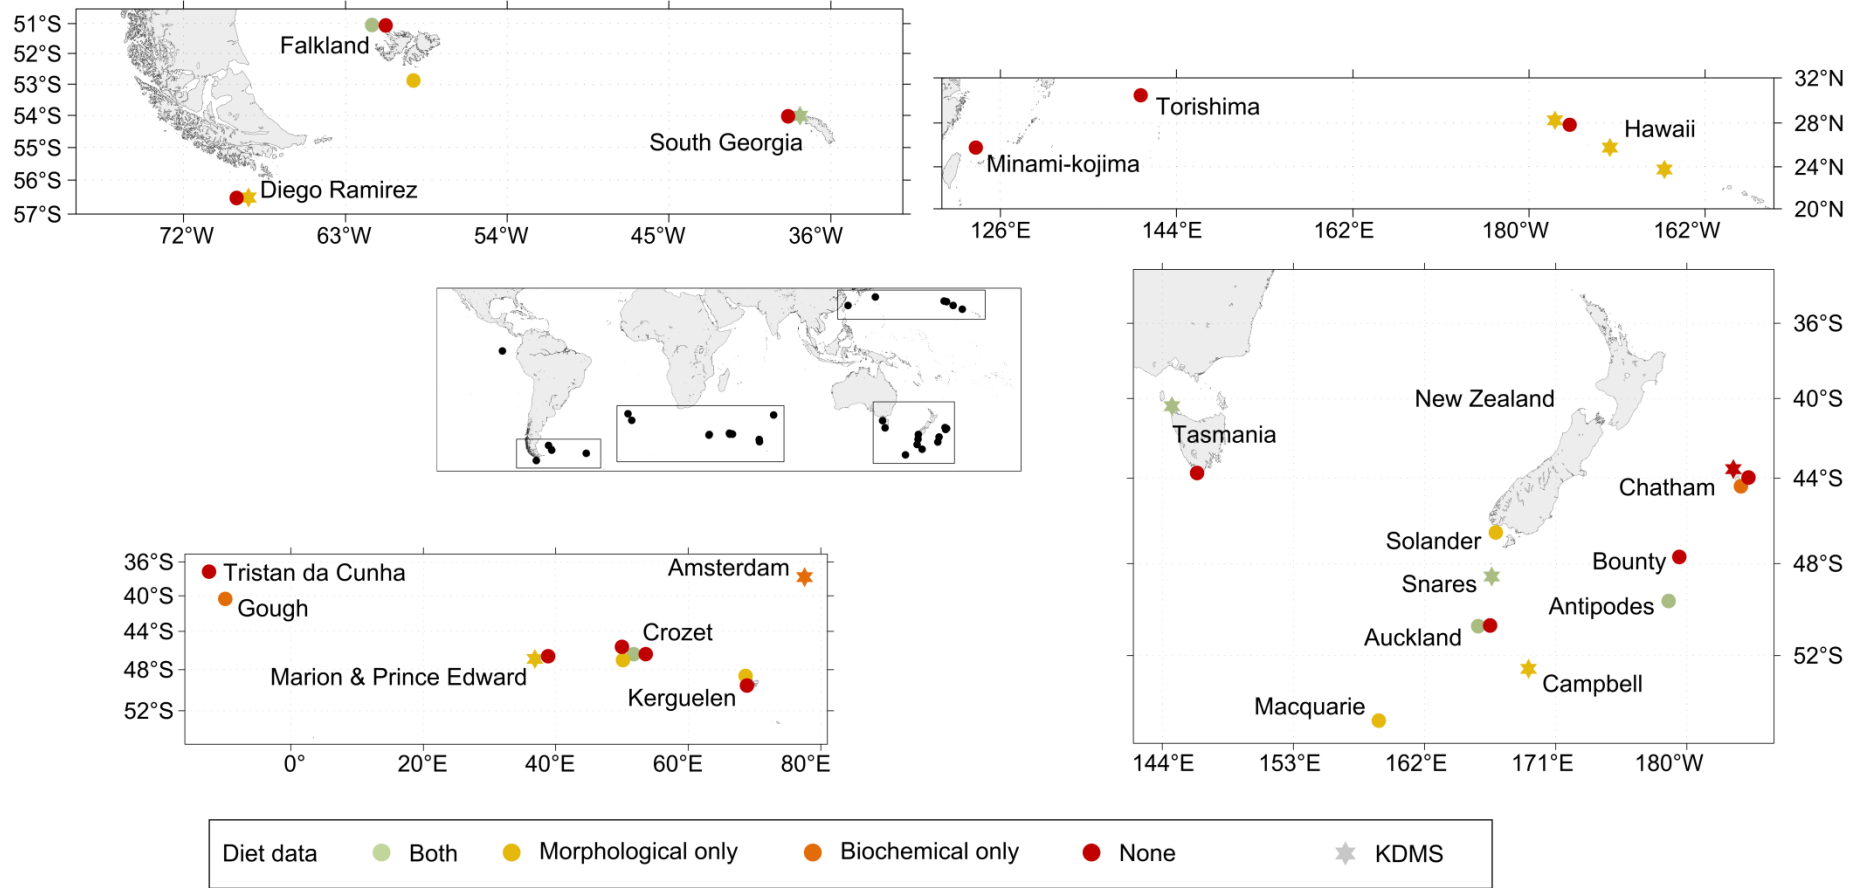 51°S
52°S
53°S
54°S
55°S
56°S
57°S
Falkland
South Georgia
Diego Ramirez
72°W 63°W 54°W 45°W 36°W
32°N
28°N
24°N
20°N
Torishima
Minami-kojima
Hawaii
126°E 144°E 162°E 180°W 162°W
36°S
40°S
44°S
48°S
52°S
New Zealand
Tasmania
Chatham
Solander
Bounty
Snares
Antipodes
Auckland
Campbell
Macquarie
144°E 153°E 162°E 171°E 180°W
36°S
40°S
44°S
48°S
52°S
Tristan da Cunha
Gough
Amsterdam
Crozet
Marion & Prince Edward
Kerguelen
0° 20°E 40°E 60°E 80°E
Diet data Both Morphological only Biochemical only None KDMS